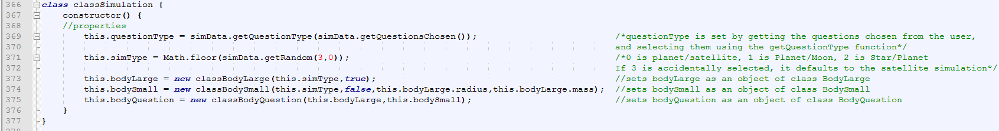 366 class classSimulation {
367 constructor() {
368 //properties
369 this.questionType = simData.getQuestionType(simData.getQuestionsChosen()); /*questionType is set by getting the questions chosen from the user,
370 and selecting them using the getQuestionType function*/
371 this.simType = Math.floor(simData.getRandom(3,0)); /*0 is planet/satellite, 1 is Planet/Moon, 2 is Star/Planet
372 If 3 is accidentally selected, it defaults to the satellite simulation*/
373 this.bodyLarge = new classBodyLarge(this.simType,true); //sets bodyLarge as an object of class BodyLarge
374 this.bodySmall = new classBodySmall(this.simType,false,this.bodyLarge.radius,this.bodyLarge.mass); //sets bodySmall as an object of class BodySmall
375 this.bodyQuestion = new classBodyQuestion(this.bodyLarge,this.bodySmall); //sets bodyQuestion as an object of class BodyQuestion
376 }
377 }